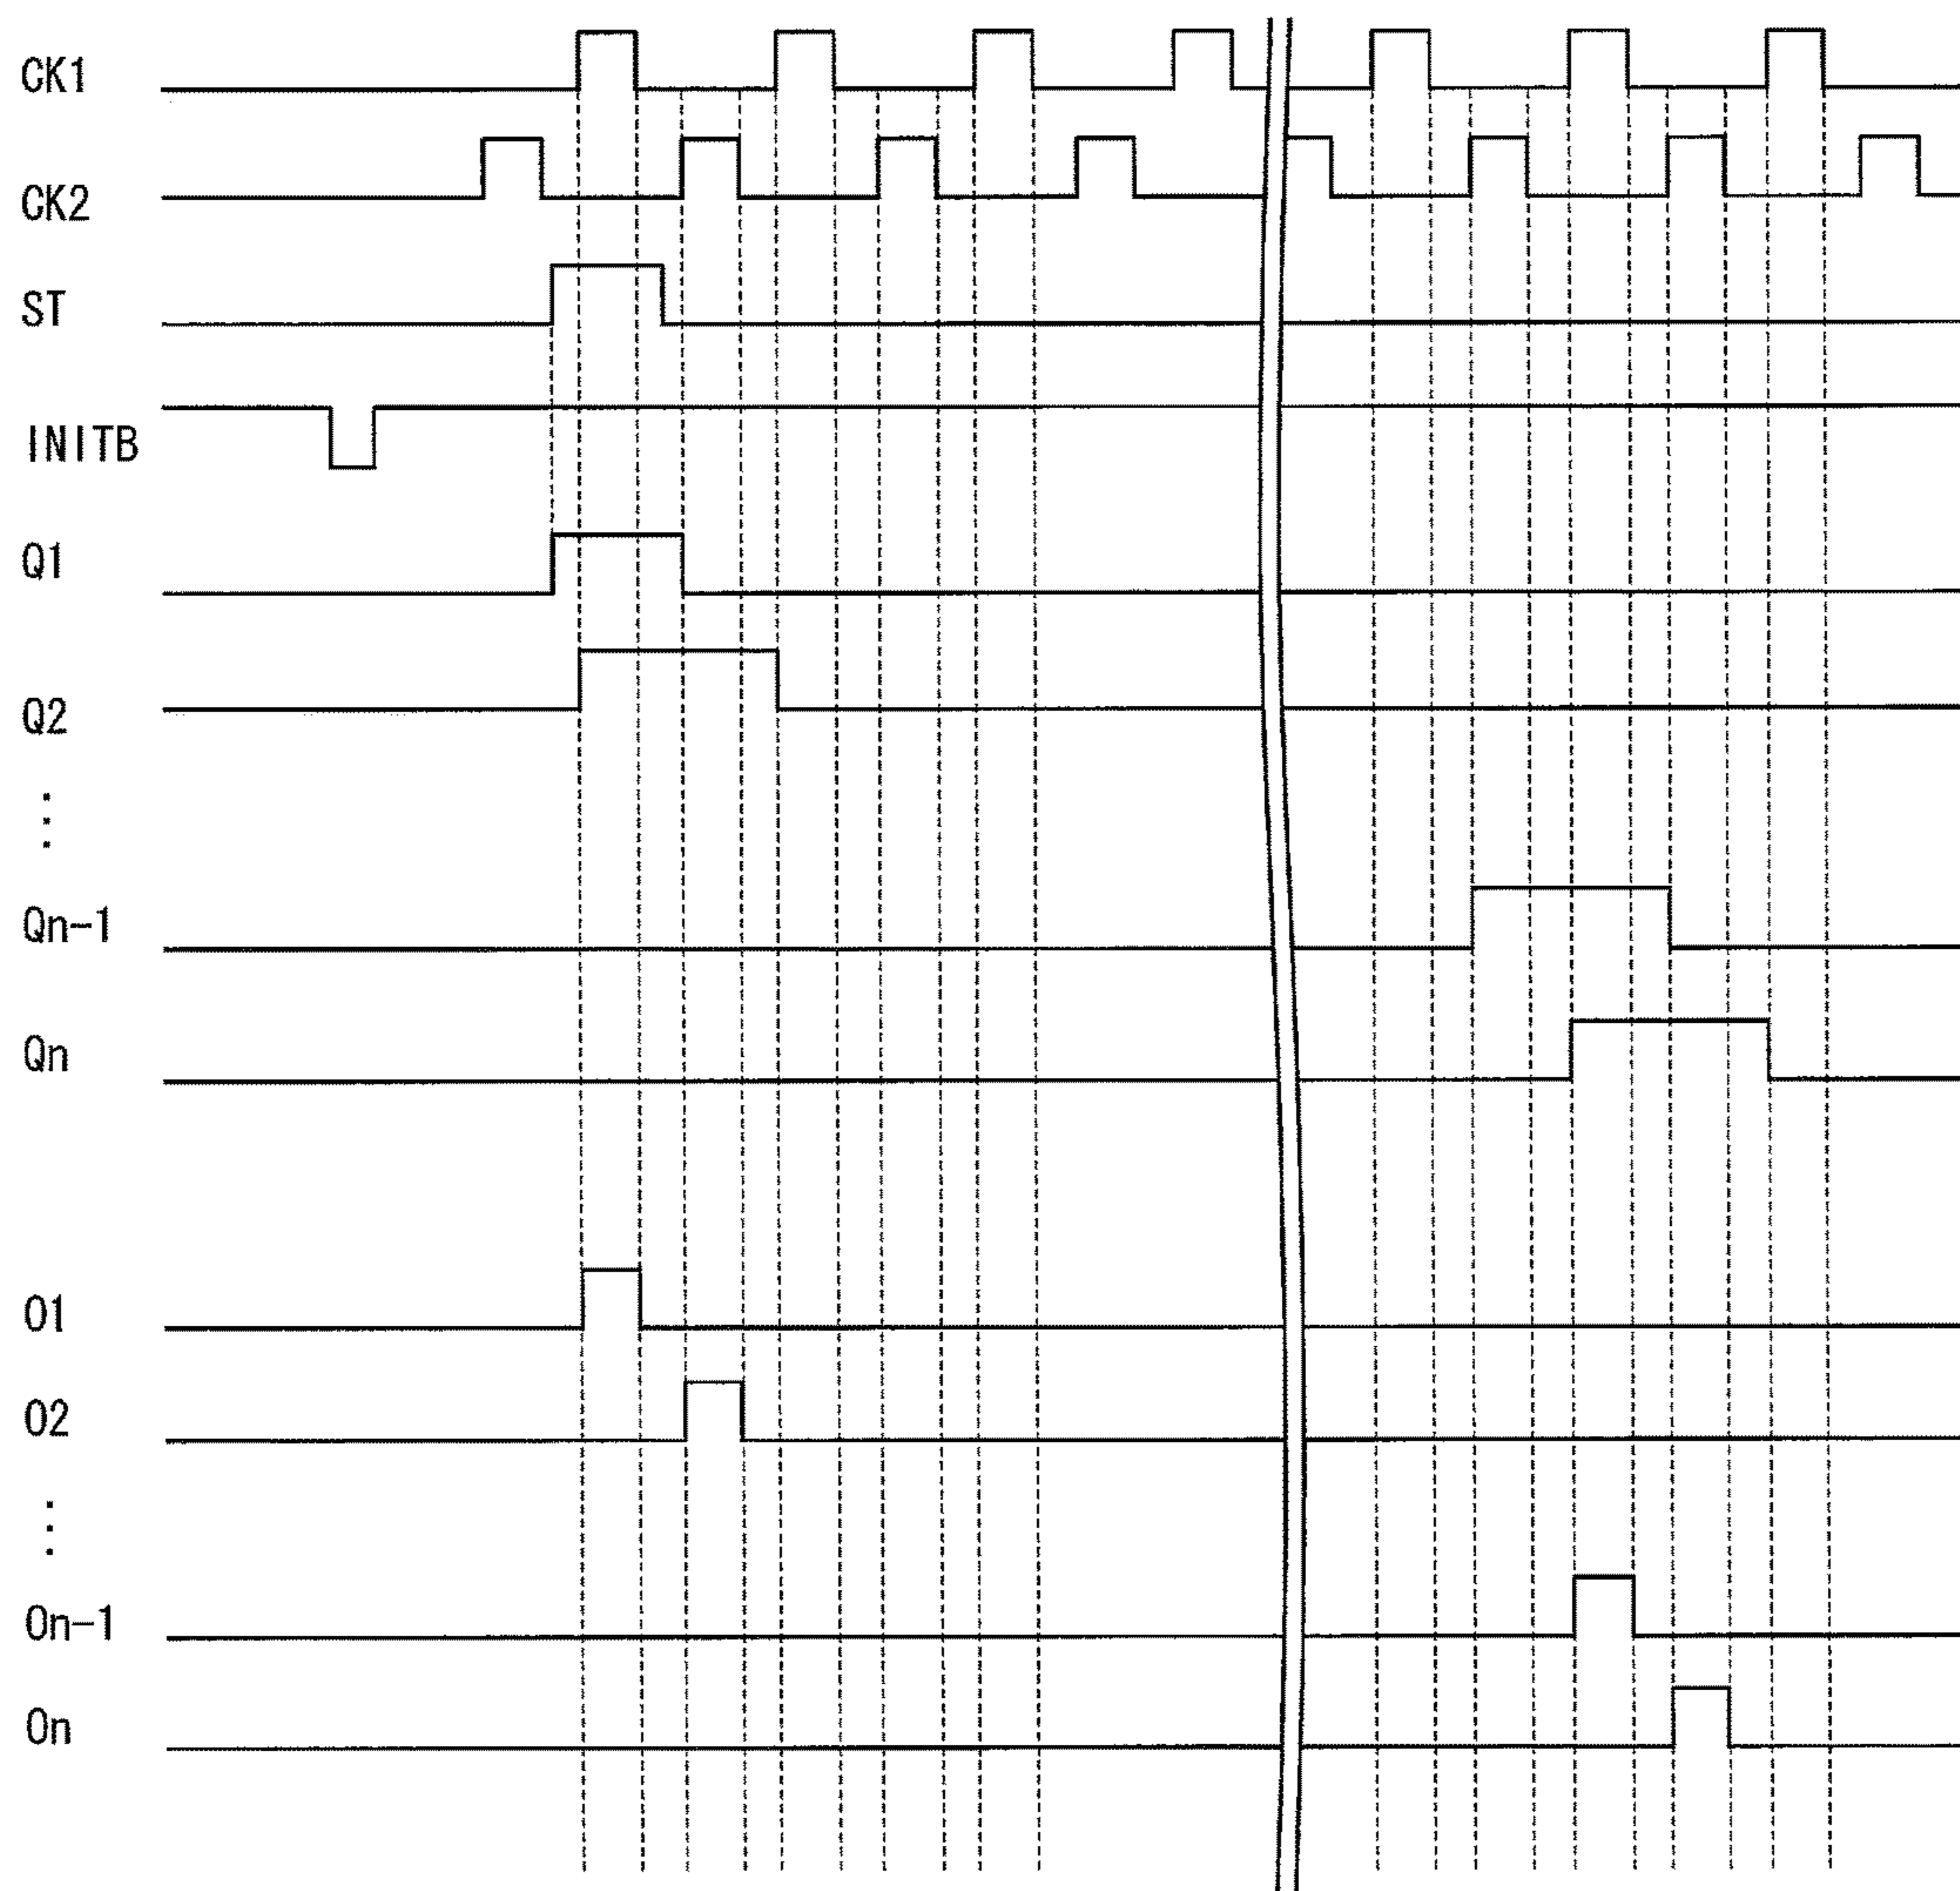 CK1
CK2
ST
INITB
Q1
Q2
⋮
Qn-1
Qn
O1
O2
⋮
On-1
On